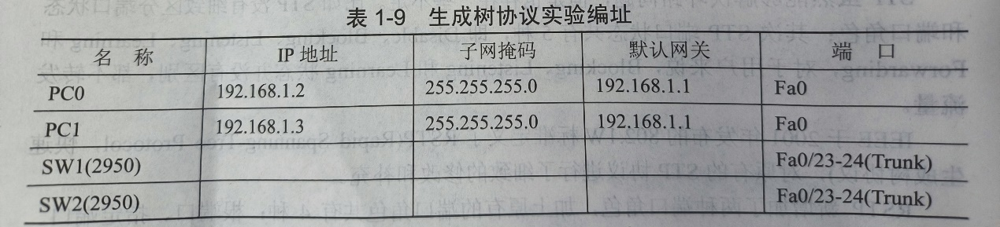 表 1-9 生成树协议实验编址
名 称 IP 地址 子网掩码 默认网关 端 口
PC0 192.168.1.2 255.255.255.0 192.168.1.1 Fa0
PC1 192.168.1.3 255.255.255.0 192.168.1.1 Fa0
SW1(2950) Fa0/23-24(Trunk)
SW2(2950) Fa0/23-24(Trunk)